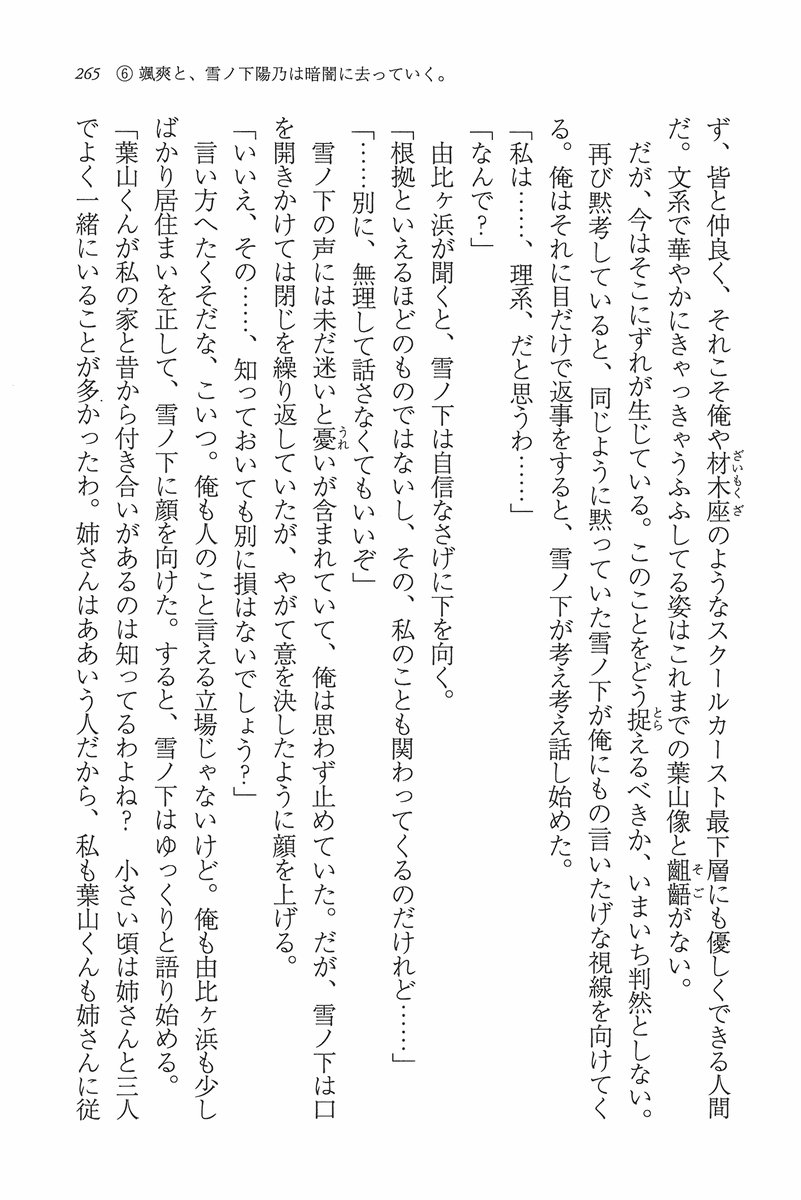 265 ⑥ 颯爽と、雪ノ下陽乃は暗闇に去っていく。
ず、皆と仲良く、それこそ俺や材木座のようなスクールカースト最下層にも優しくできる人間
だ。文系で華やかにきゃっきゃうふふしてる姿はこれまでの葉山像と齟齬がない。
だが、今はそこにずれが生じている。このことをどう捉えるべきか、いまいち判然としない。
再び黙考していると、同じように黙っていた雪ノ下が俺にもの言いたげな視線を向けてく
る。俺はそれに目だけで返事をすると、雪ノ下が考え考え話し始めた。
「私は……、理系、だと思うわ……」
「なんで?」
由比ヶ浜が聞くと、雪ノ下は自信なさげに下を向く。
「根拠といえるほどのものではないし、その、私のことも関わってくるのだけれど……」
「……別に、無理して話さなくてもいいぞ」
雪ノ下の声には未だ迷いと憂いが含まれていて、俺は思わず止めていた。だが、雪ノ下は口
を開きかけては閉じを繰り返していたが、やがて意を決したように顔を上げる。
「いいえ、その……、知っておいても別に損はないでしょう?」
言い方へたくそだな、こいつ。俺も人のこと言える立場じゃないけど。俺も由比ヶ浜も少し
ばかり居住まいを正して、雪ノ下に顔を向けた。すると、雪ノ下はゆっくりと語り始める。
「葉山くんが私の家と昔から付き合いがあるのは知ってるわよね? 小さい頃は姉さんと三人
でよく一緒にいることが多かったわ。姉さんはああいう人だから、私も葉山くんも姉さんに従